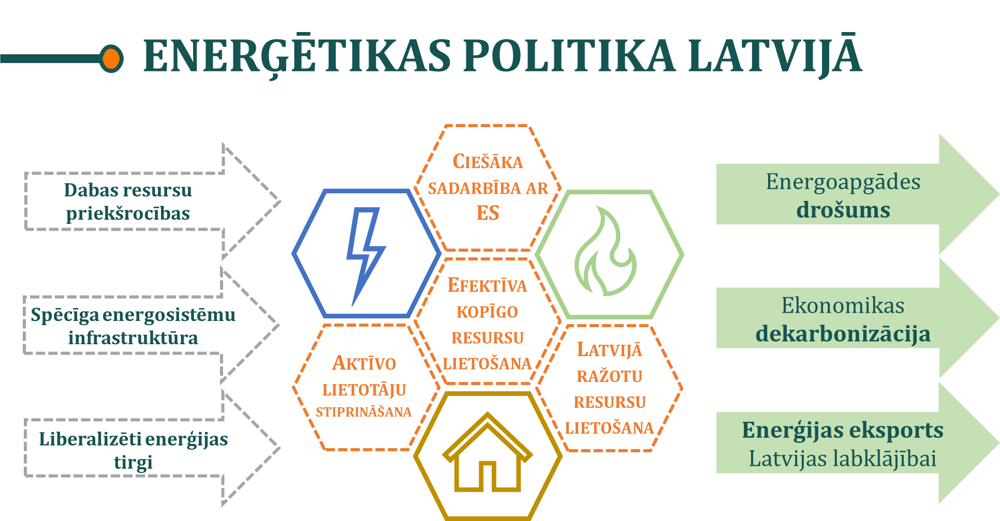 ENERĢĒTIKAS POLITIKA LATVIJĀ
Dabas resursu
priekšrocības
Spēcīga energosistēmu
infrastruktūra
Liberalizēti enerģijas
tirgi
CIEŠĀKA
SADARBĪBA AR
ES
EFEKTĪVA
KOPĪGO
RESURSU
LIETOŠANA
AKTĪVO
LIETOTĀJU
STIPRINĀŠANA
LATVIJĀ
RAŽOTU
RESURSU
LIETOŠANA
Energoapgādes
drošums
Ekonomikas
dekarbonizācija
Enerģijas eksports
Latvijas labklājībai